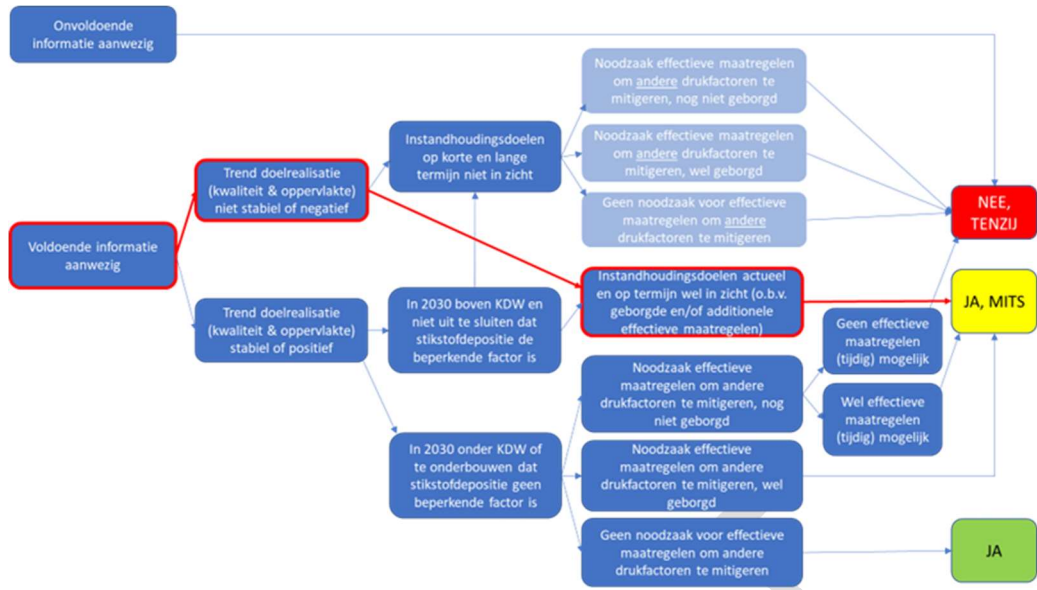 Onvoldoende
informatie aanwezig
Noodzaak effectieve maatregelen
om andere drukfactoren te
mitigeren, nog niet geborgd
Instandhoudingsdoelen
op korte en lange
termijn niet in zicht
Noodzaak effectieve maatregelen
om andere drukfactoren te
mitigeren, wel geborgd
Trend doelrealisatie
(kwaliteit & oppervlakte)
niet stabiel of negatief
Geen noodzaak voor effectieve
maatregelen om andere
drukfactoren te mitigeren
NEE,
TENZIJ
Voldoende informatie
aanwezig
Instandhoudingsdoelen actueel
en op termijn wel in zicht (o.b.v.
geborgde en/of additionele
effectieve maatregelen)
JA, MITS
Trend doelrealisatie
(kwaliteit & oppervlakte)
stabiel of positief
In 2030 boven KDW en
niet uit te sluiten dat
stikstofdepositie de
beperkende factor is
Geen effectieve
maatregelen
(tijdig) mogelijk
Noodzaak effectieve
maatregelen om andere
drukfactoren te mitigeren, nog
niet geborgd
Wel effectieve
maatregelen
(tijdig) mogelijk
In 2030 onder KDW of
te onderbouwen dat
stikstofdepositie geen
beperkende factor is
Noodzaak effectieve
maatregelen om andere
drukfactoren te mitigeren, wel
geborgd
Geen noodzaak voor effectieve
maatregelen om andere
drukfactoren te mitigeren
JA